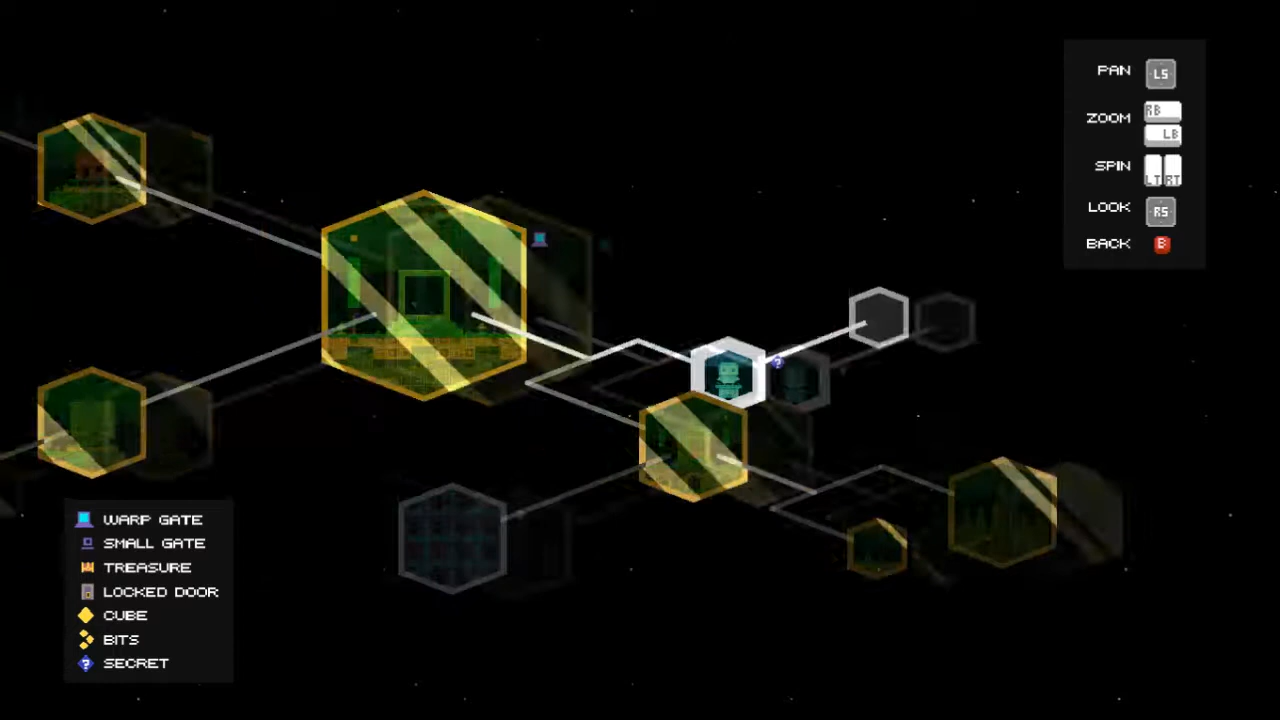 PAN LS
ZOOM RB
LB
SPIN LT RT
LOOK RS
BACK B
WARP GATE
SMALL GATE
TREASURE
LOCKED DOOR
CUBE
BITS
? SECRET
?